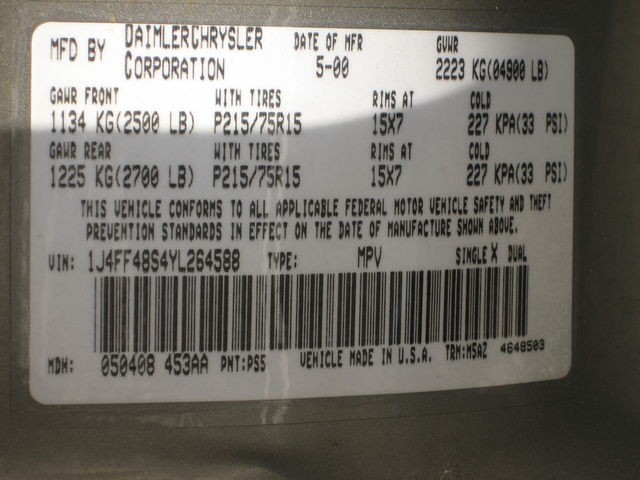 MFD BY DAIMLERCHRYSLER CORPORATION DATE OF MFR 5-00 GVWR 2223 KG(04900 LB)
GAWR FRONT WITH TIRES RIMS AT COLD
1134 KG(2500 LB) P215/75R15 15X7 227 KPA(33 PSI)
GAWR REAR WITH TIRES RIMS AT COLD
1225 KG(2700 LB) P215/75R15 15X7 227 KPA(33 PSI)
THIS VEHICLE CONFORMS TO ALL APPLICABLE FEDERAL MOTOR VEHICLE SAFETY AND THEFT
PREVENTION STANDARDS IN EFFECT ON THE DATE OF MANUFACTURE SHOWN ABOVE.
VIN: 1J4FF48S4YL264588 TYPE: MPV SINGLE X DUAL
MDH: 050408 453AA PNT:PS5 VEHICLE MADE IN U.S.A. TRM:MSAZ 4648503